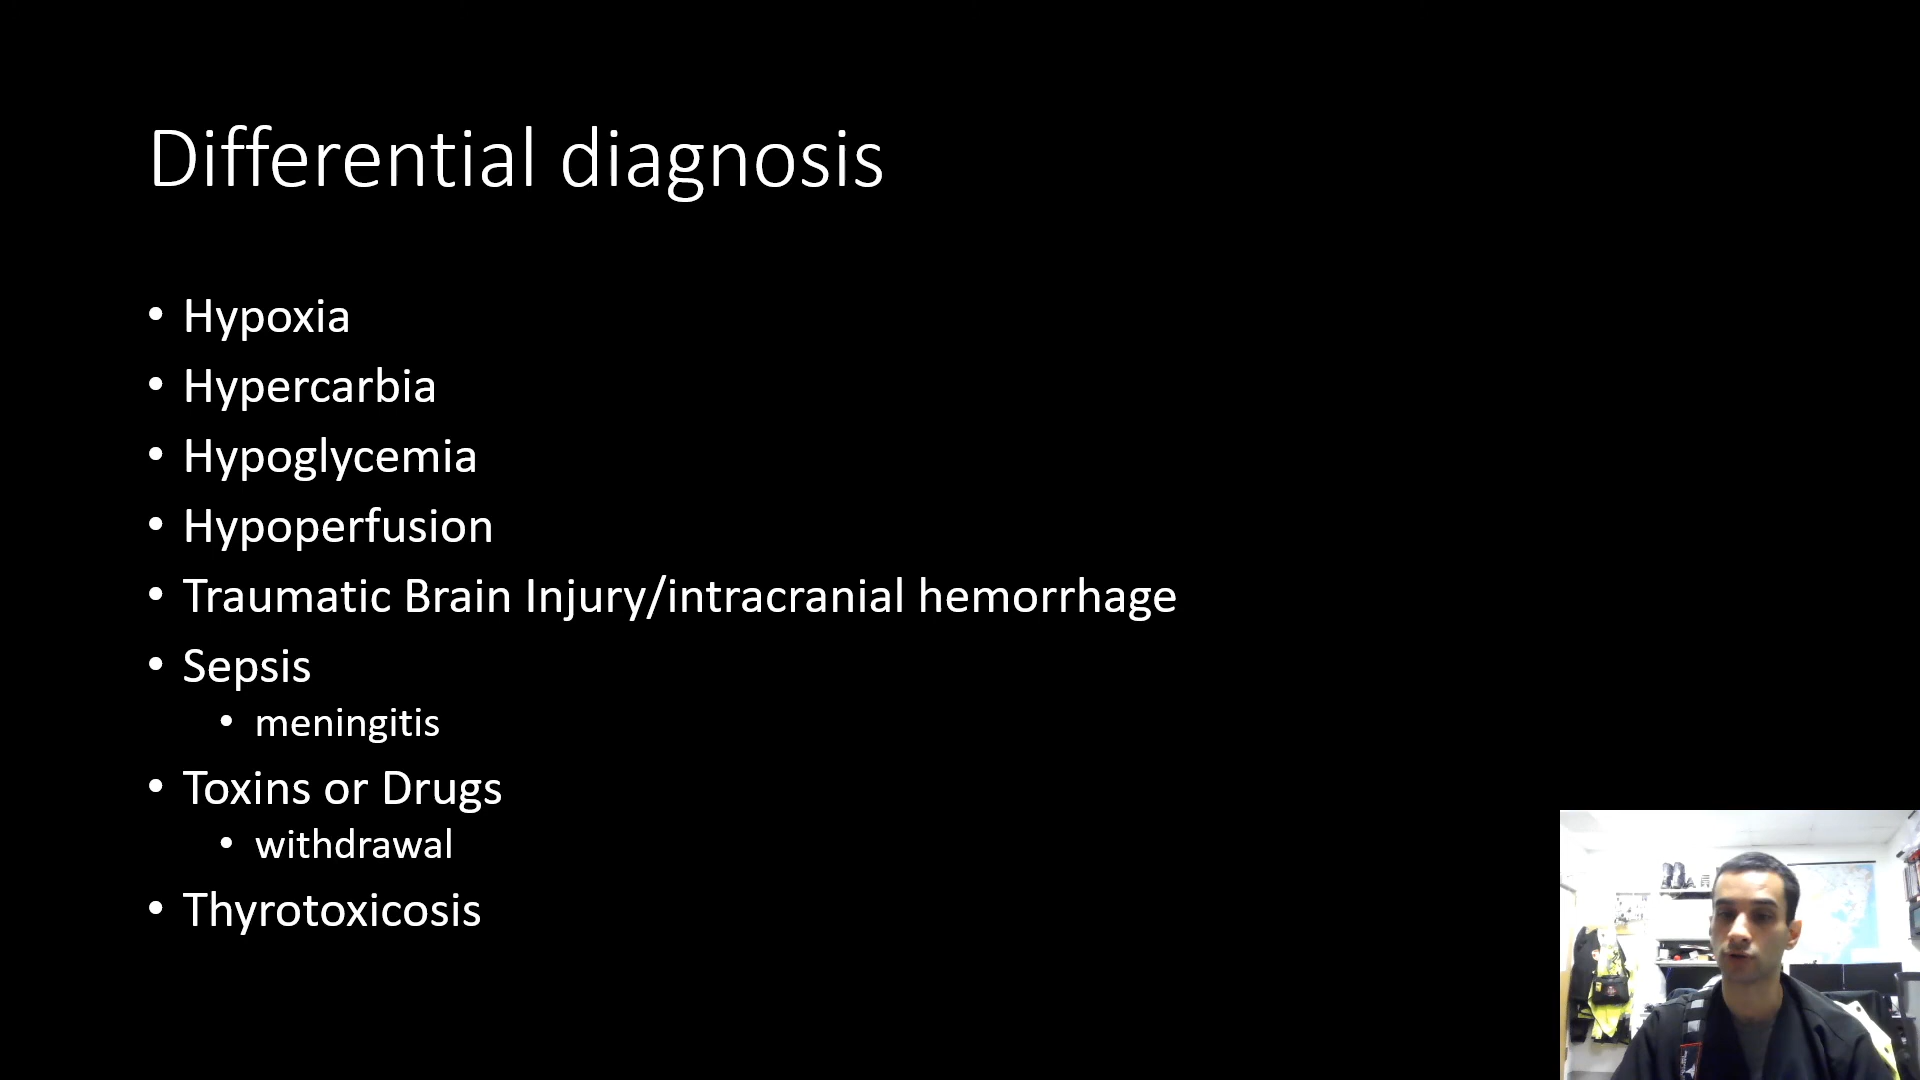 Differential diagnosis
• Hypoxia
• Hypercarbia
• Hypoglycemia
• Hypoperfusion
• Traumatic Brain Injury/intracranial hemorrhage
• Sepsis
• meningitis
• Toxins or Drugs
• withdrawal
• Thyrotoxicosis